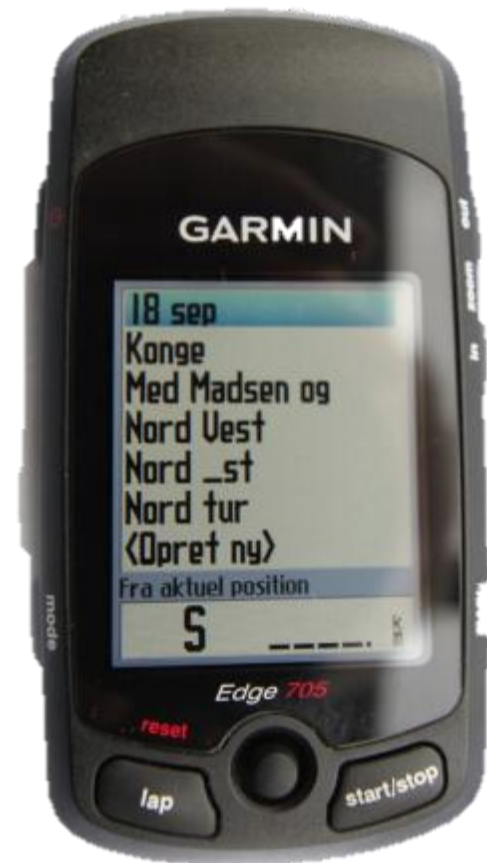 GARMIN
18 sep
Konge
Med Madsen og
Nord Vest
Nord _st
Nord tur
<Opret ny>
Fra aktuel position
S ____.
Edge 705
reset
lap
start/stop
mode
out
zoom
in